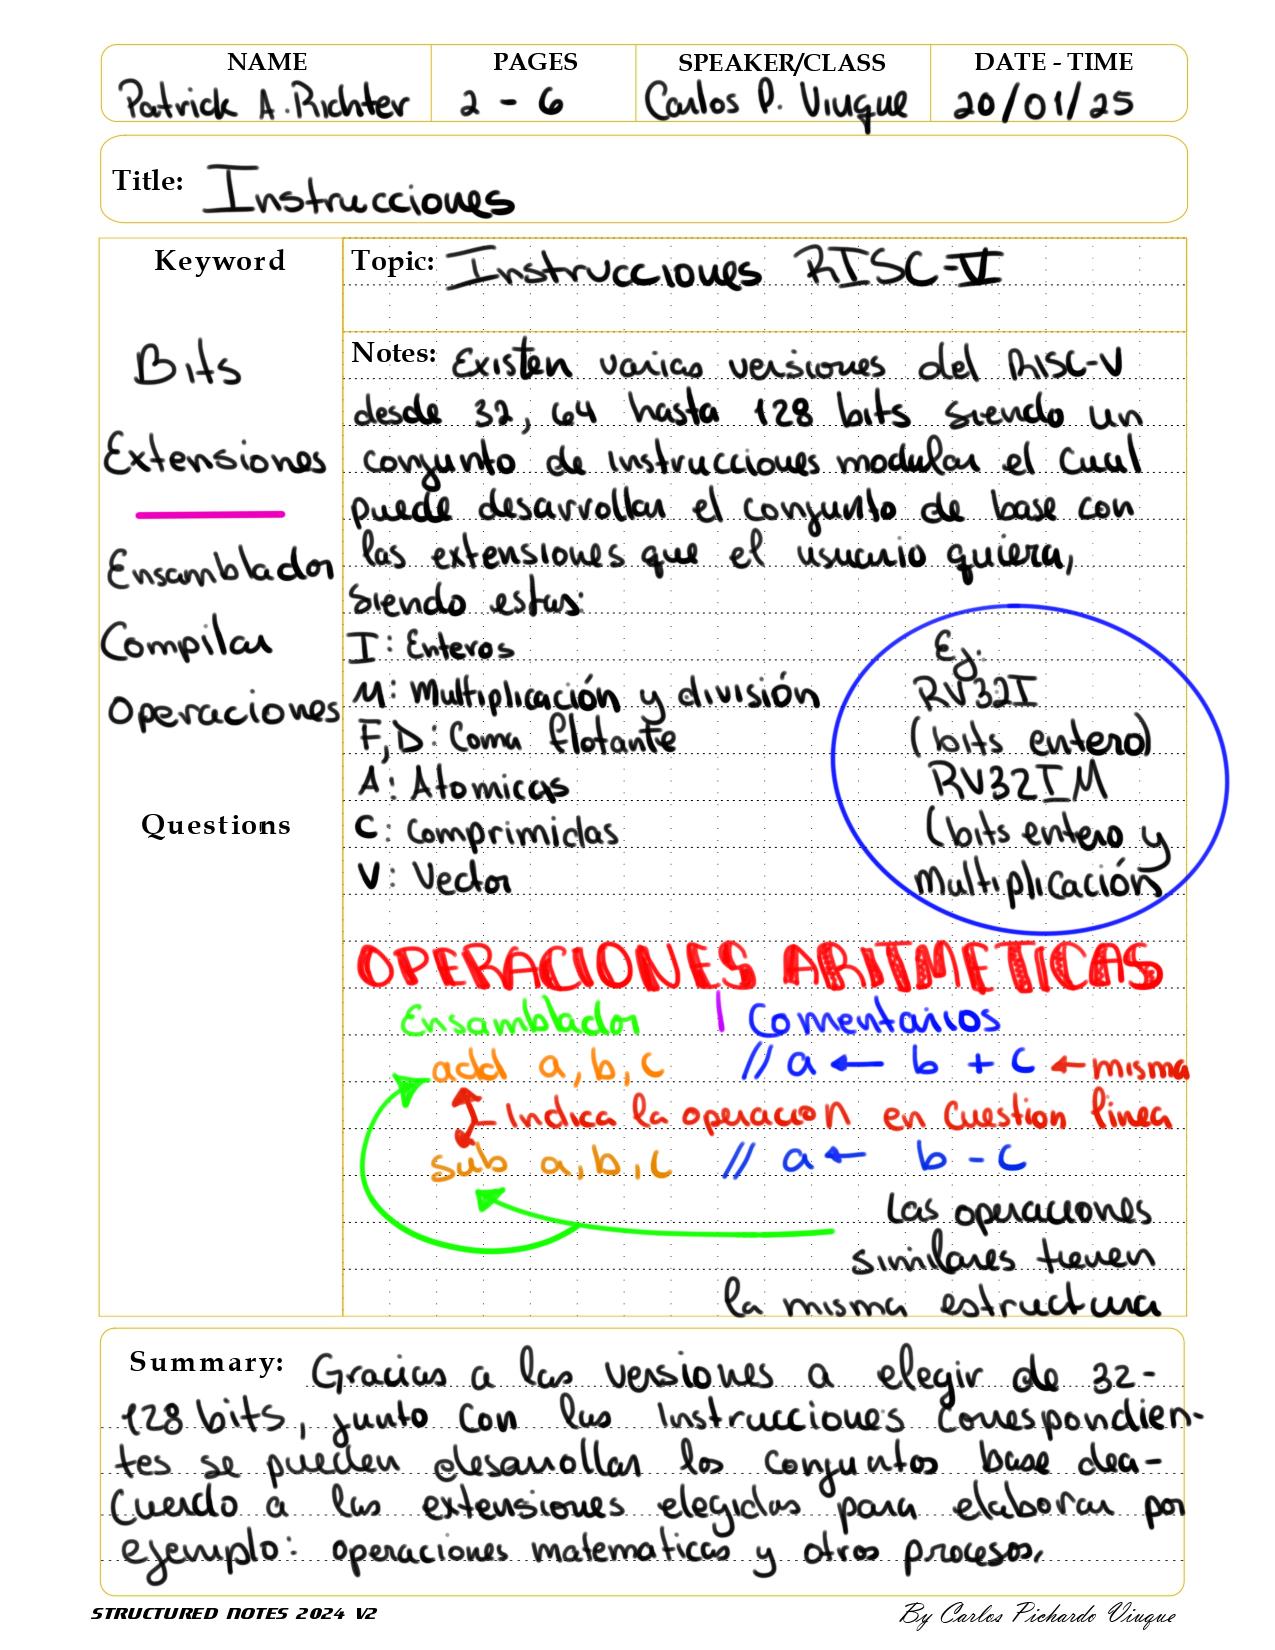 NAME PAGES SPEAKER/CLASS DATE - TIME
Patrick A. Richter 2 - 6 Carlos P. Viuque 20/01/25
Title: Instrucciones
Keyword
Bits
Extensiones
Ensamblador
Compilar
Operaciones
Questions
Topic: Instrucciones RISC-V
Notes: Existen varias versiones del RISC-V
desde 32, 64 hasta 128 bits siendo un
conjunto de instrucciones modular el cual
puede desarrollar el conjunto de base con
las extensiones que el usuario quiera,
siendo estas:
I: Enteros
M: Multiplicación y división
F,D: Coma flotante
A: Atomicas
C: Comprimidas
V: Vector
Ej.
RV32I
(bits entero)
RV32IM
(bits entero y
multiplicación
OPERACIONES ARITMETICAS
Ensamblador | Comentarios
add a, b, c // a ← b + c ← misma
Indica la operacion en cuestion linea
sub a, b, c // a ← b - c
Las operaciones
similares tienen
la misma estructura
Summary: Gracias a las versiones a elegir de 32-
128 bits, junto con las instrucciones correspondien-
tes se pueden desarrollar los conjuntos base dea-
cuerdo a las extensiones elegidas para elaborar por
ejemplo: operaciones matematicas y otros procesos.
STRUCTURED NOTES 2024 V2 By Carlos Pichardo Viuque